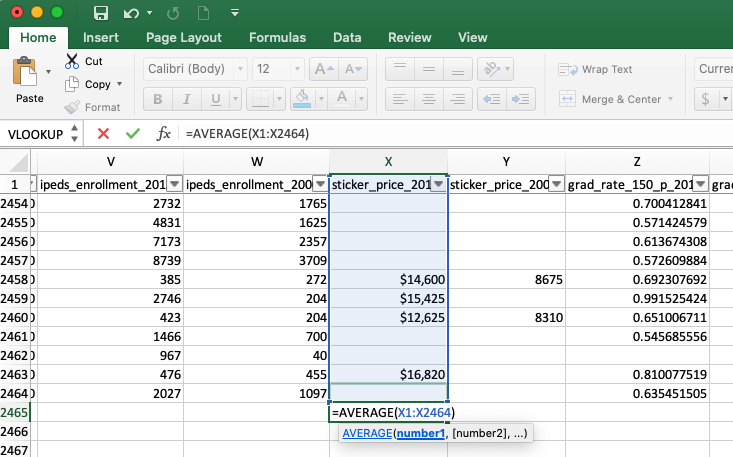 Home Insert Page Layout Formulas Data Review View
Paste Cut Calibri (Body) 12 A A Wrap Text Curre
Copy
Format B I U A Merge & Center $
VLOOKUP fx =AVERAGE(X1:X2464)
V W X Y Z
1 ipeds_enrollment_201 ipeds_enrollment_200 sticker_price_201 sticker_price_200 grad_rate_150_p_201 grad
2454 2732 1765 0.700412841
2455 4831 1625 0.571424579
2456 7173 2357 0.613674308
2457 8739 3709 0.572609884
2458 385 272 $14,600 8675 0.692307692
2459 2746 204 $15,425 0.991525424
2460 423 204 $12,625 8310 0.651006711
2461 1466 700 0.545685556
2462 967 40
2463 476 455 $16,820 0.810077519
2464 2027 1097 0.635451505
2465 =AVERAGE(X1:X2464)
2466 AVERAGE(number1, [number2], ...)
2467